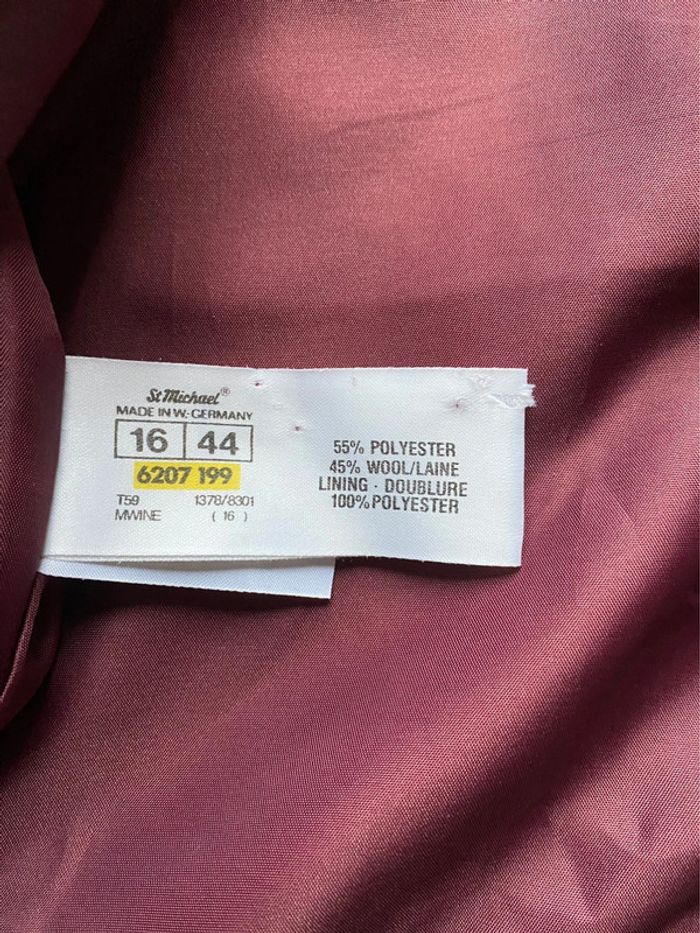 St Michael®
MADE IN W.-GERMANY
16 44
6207 199
T59 1378/8301
MWINE ( 16 )
55% POLYESTER
45% WOOL/LAINE
LINING · DOUBLURE
100% POLYESTER